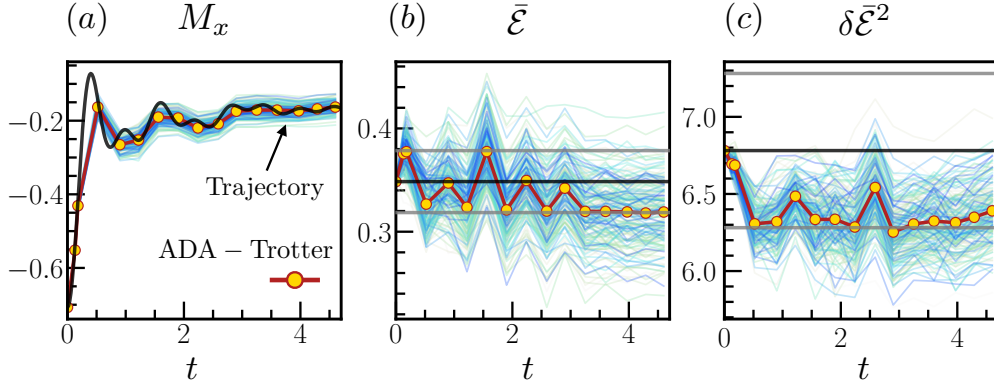 (a) M_x
−0.2
−0.4
−0.6
0 2 4
t
Trajectory
ADA − Trotter
(b) ℰ̄
0.4
0.3
0 2 4
t
(c) δℰ̄²
7.0
6.5
6.0
0 2 4
t